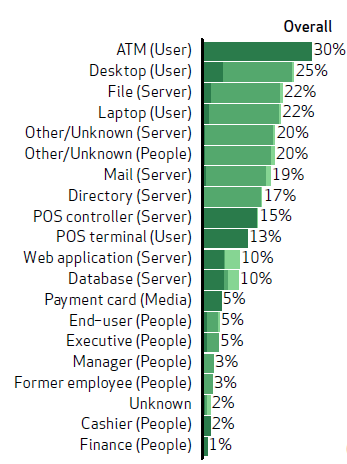 Overall
ATM (User) 30%
Desktop (User) 25%
File (Server) 22%
Laptop (User) 22%
Other/Unknown (Server) 20%
Other/Unknown (People) 20%
Mail (Server) 19%
Directory (Server) 17%
POS controller (Server) 15%
POS terminal (User) 13%
Web application (Server) 10%
Database (Server) 10%
Payment card (Media) 5%
End-user (People) 5%
Executive (People) 5%
Manager (People) 3%
Former employee (People) 3%
Unknown 2%
Cashier (People) 2%
Finance (People) 1%